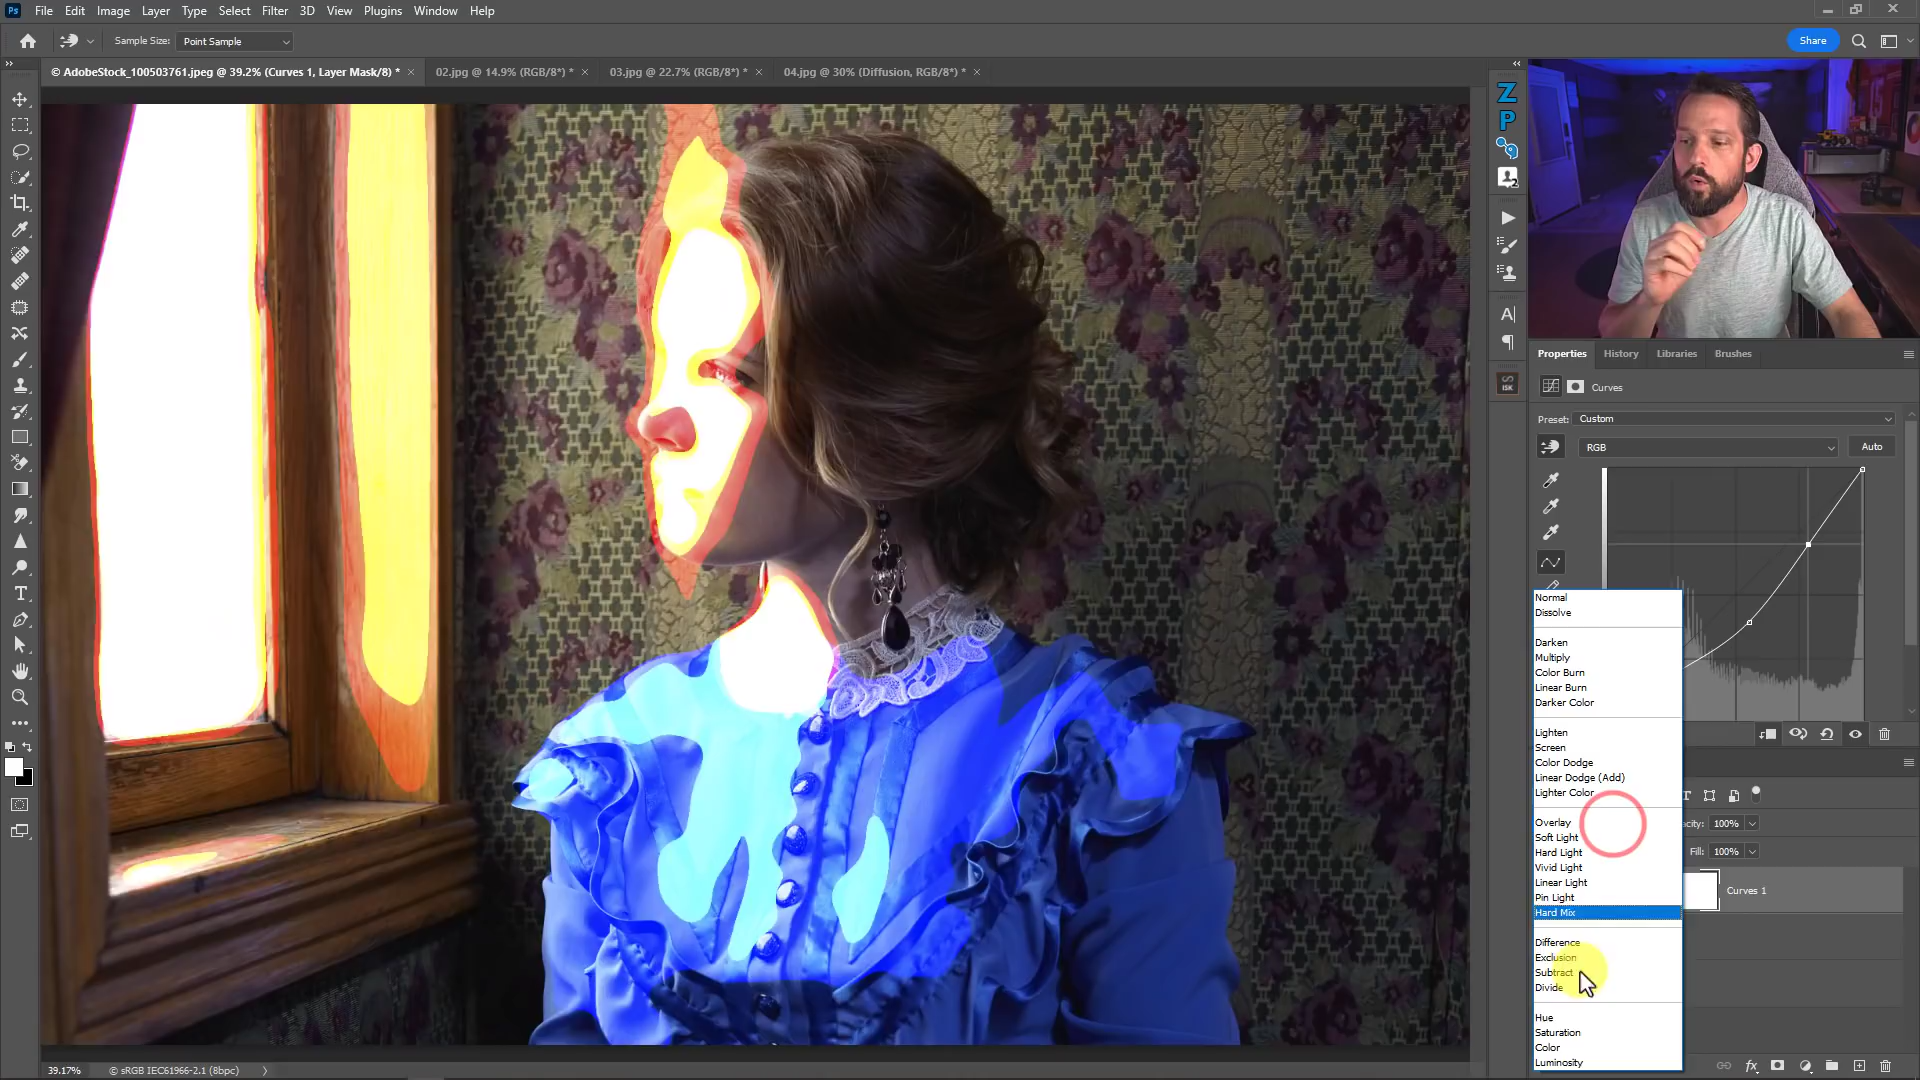 Ps File Edit Image Layer Type Select Filter 3D View Plugins Window Help
Sample Size: Point Sample Share
© AdobeStock_100503761.jpeg @ 39.2% (Curves 1, Layer Mask/8) * × 02.jpg @ 14.9% (RGB/8*) * × 03.jpg @ 22.7% (RGB/8*) * × 04.jpg @ 30% (Diffusion, RGB/8*) * ×
Z
P
Properties History Libraries Brushes
Curves
Preset: Custom
RGB Auto
Normal
Dissolve
Darken
Multiply
Color Burn
Linear Burn
Darker Color
Lighten
Screen
Color Dodge
Linear Dodge (Add)
Lighter Color
Overlay
Soft Light
Hard Light
Vivid Light
Linear Light
Pin Light
Hard Mix
Difference
Exclusion
Subtract
Divide
Hue
Saturation
Color
Luminosity
acity: 100%
Fill: 100%
Curves 1
fx
39.17% © sRGB IEC61966-2.1 (8bpc)